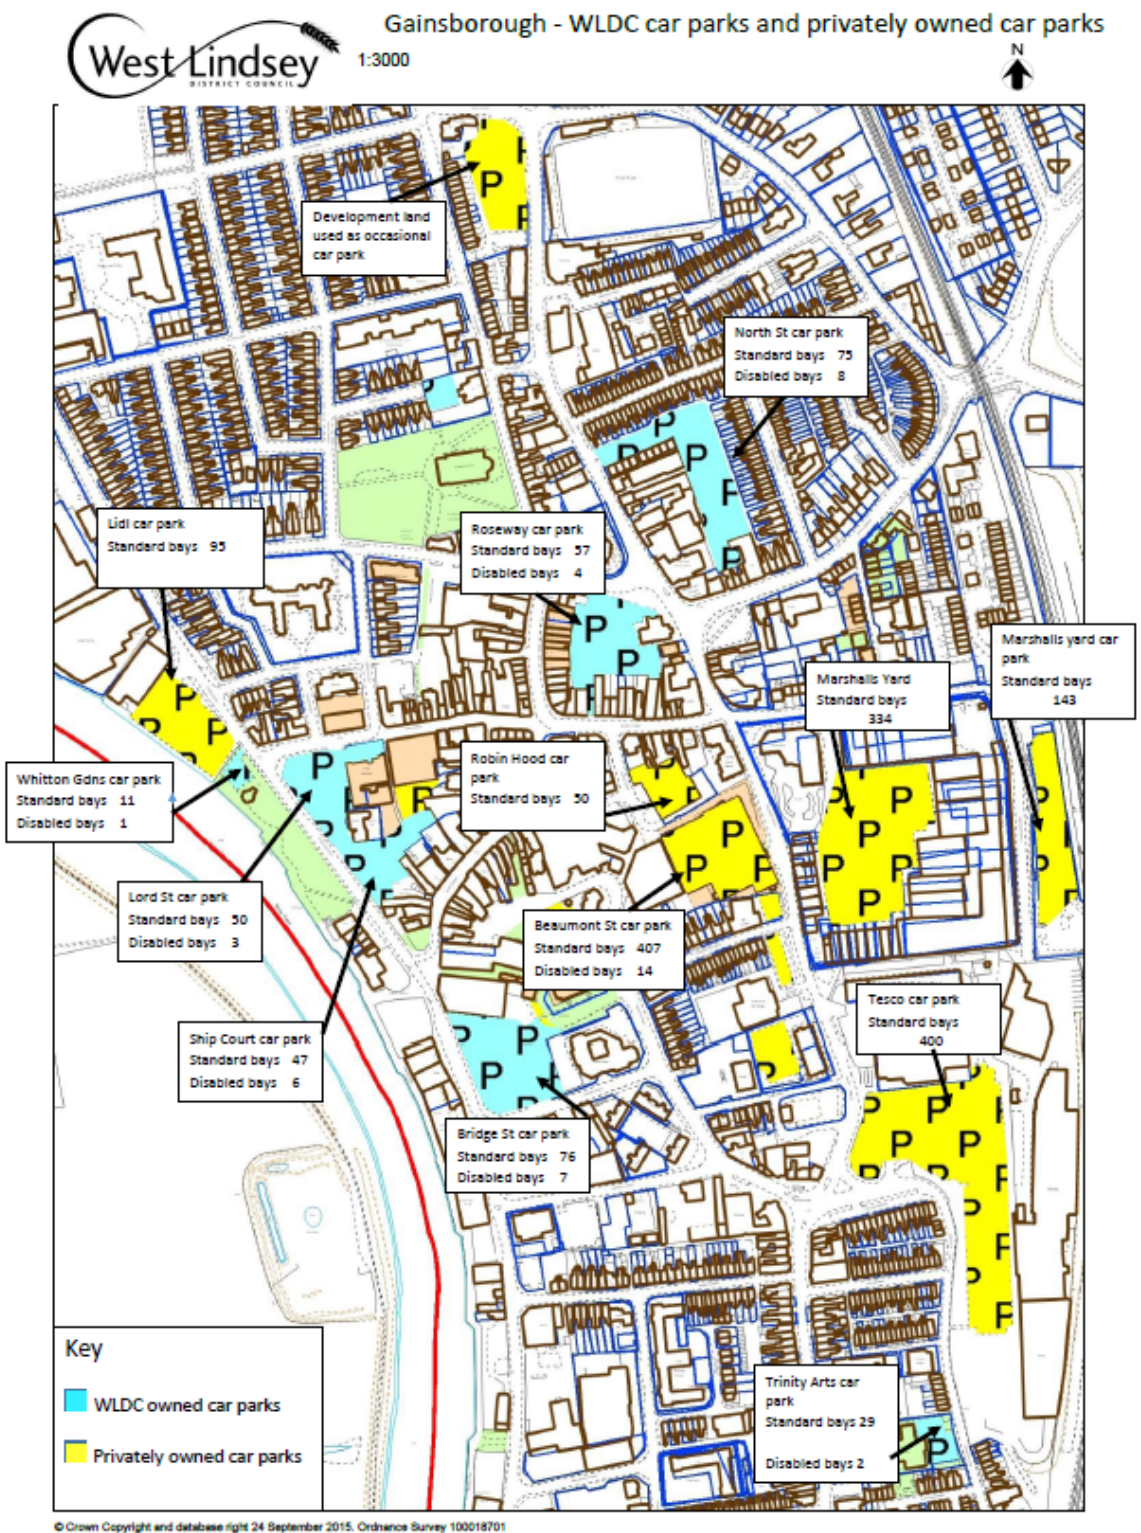 Gainsborough - WLDC car parks and privately owned car parks
West Lindsey
DISTRICT COUNCIL
1:3000
N
Development land
used as occasional
car park
North St car park
Standard bays 75
Disabled bays 8
Lidl car park
Standard bays 95
Roseway car park
Standard bays 57
Disabled bays 4
Marshalls yard car
park
Standard bays
143
Marshalls Yard
Standard bays
334
Robin Hood car
park
Standard bays 50
Whitton Gdns car park
Standard bays 11
Disabled bays 1
Lord St car park
Standard bays 50
Disabled bays 3
Beaumont St car park
Standard bays 407
Disabled bays 14
Tesco car park
Standard bays
400
Ship Court car park
Standard bays 47
Disabled bays 6
Bridge St car park
Standard bays 76
Disabled bays 7
Trinity Arts car
park
Standard bays 29
Disabled bays 2
Key
WLDC owned car parks
Privately owned car parks
© Crown Copyright and database right 24 September 2015. Ordnance Survey 100018701